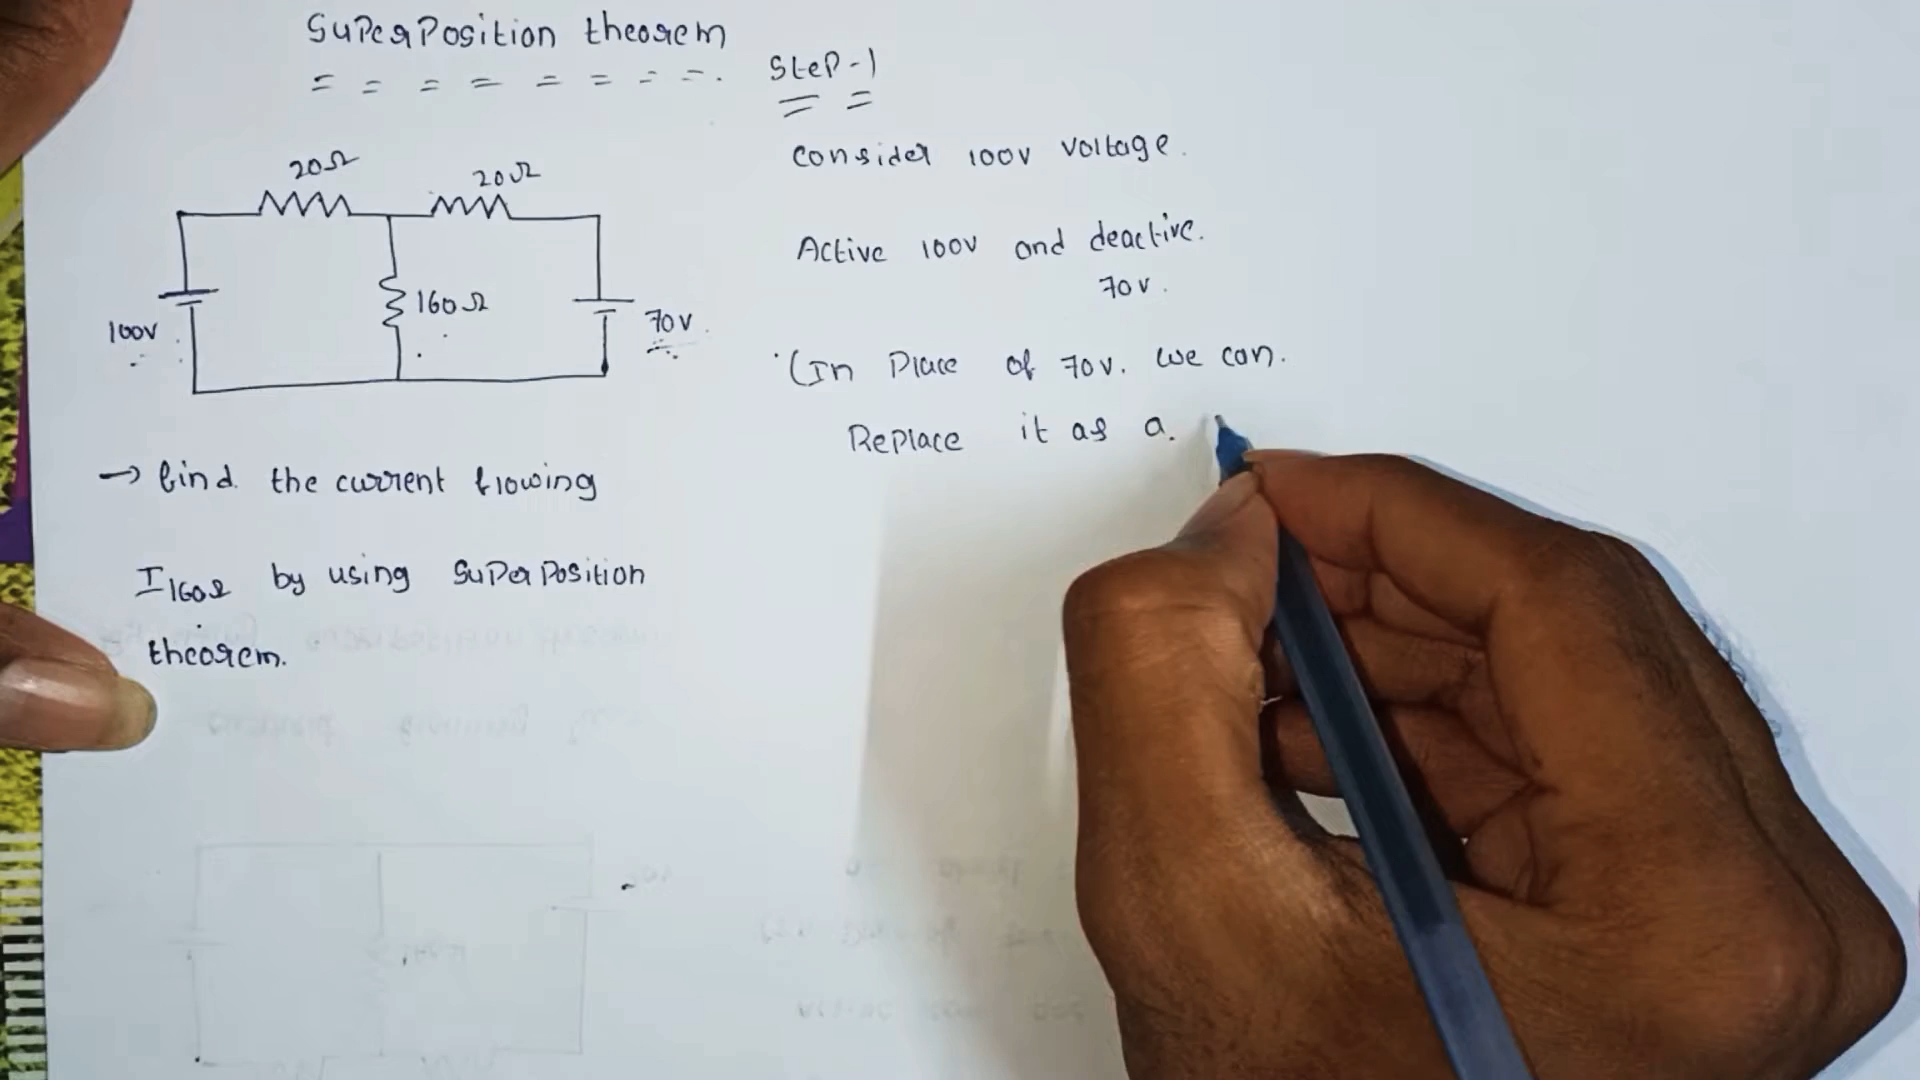 SuperPosition theorem
Step-1
Consider 100V Voltage.
20Ω
20Ω
Active 100V and deactive.
70V.
160Ω
100V
70V.
(In Place of 70V. we can.
Replace it as a.
→ find the current flowing
I160Ω by using SuperPosition
theorem.